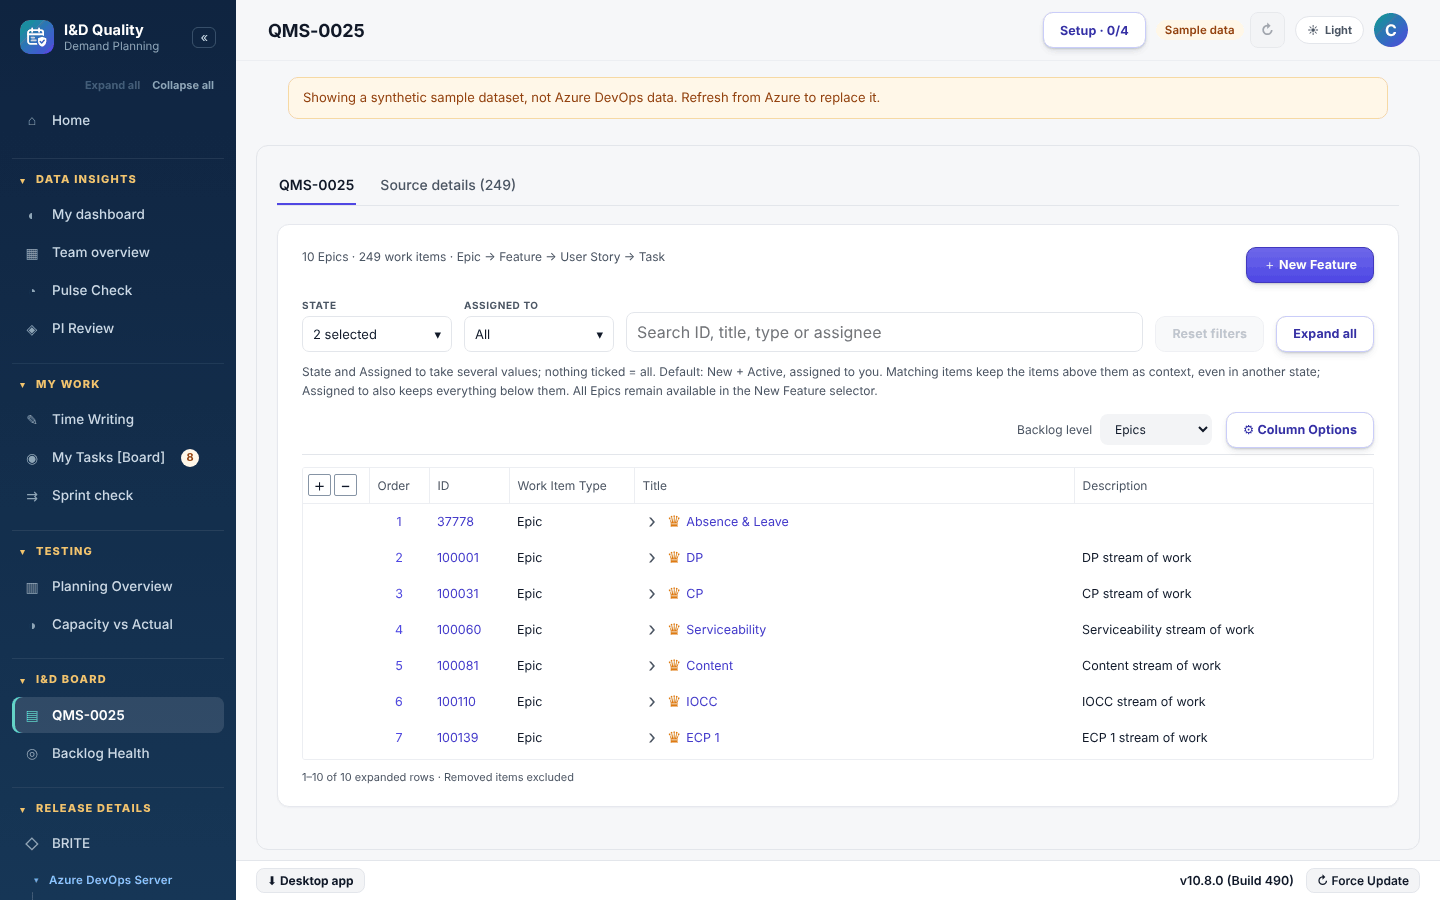 I&D Quality
Demand Planning
«
Expand all Collapse all
Home
DATA INSIGHTS
My dashboard
Team overview
Pulse Check
PI Review
MY WORK
Time Writing
My Tasks [Board] 8
Sprint check
TESTING
Planning Overview
Capacity vs Actual
I&D BOARD
QMS-0025
Backlog Health
RELEASE DETAILS
BRITE
Azure DevOps Server
QMS-0025
Setup · 0/4
Sample data
Light
C
Showing a synthetic sample dataset, not Azure DevOps data. Refresh from Azure to replace it.
QMS-0025 Source details (249)
10 Epics · 249 work items · Epic → Feature → User Story → Task
+ New Feature
STATE ASSIGNED TO
2 selected All Search ID, title, type or assignee Reset filters Expand all
State and Assigned to take several values; nothing ticked = all. Default: New + Active, assigned to you. Matching items keep the items above them as context, even in another state;
Assigned to also keeps everything below them. All Epics remain available in the New Feature selector.
Backlog level Epics Column Options
+ − Order ID Work Item Type Title Description
1 37778 Epic Absence & Leave
2 100001 Epic DP DP stream of work
3 100031 Epic CP CP stream of work
4 100060 Epic Serviceability Serviceability stream of work
5 100081 Epic Content Content stream of work
6 100110 Epic IOCC IOCC stream of work
7 100139 Epic ECP 1 ECP 1 stream of work
1–10 of 10 expanded rows · Removed items excluded
Desktop app
v10.8.0 (Build 490) Force Update